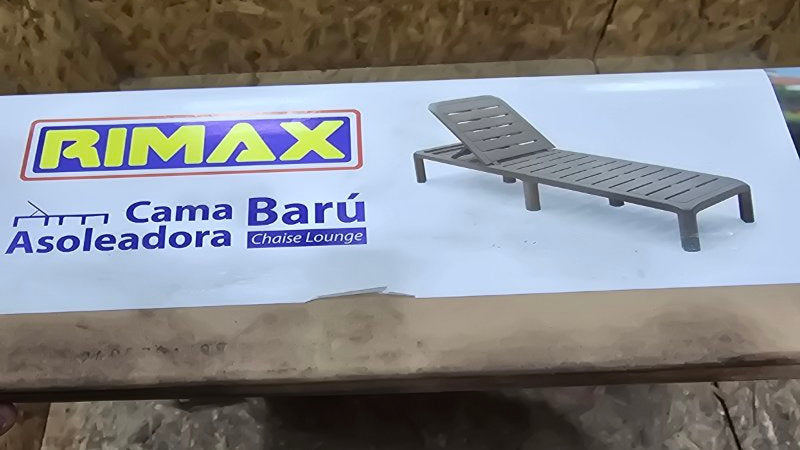 RIMAX
Cama Barú
Asoleadora Chaise Lounge